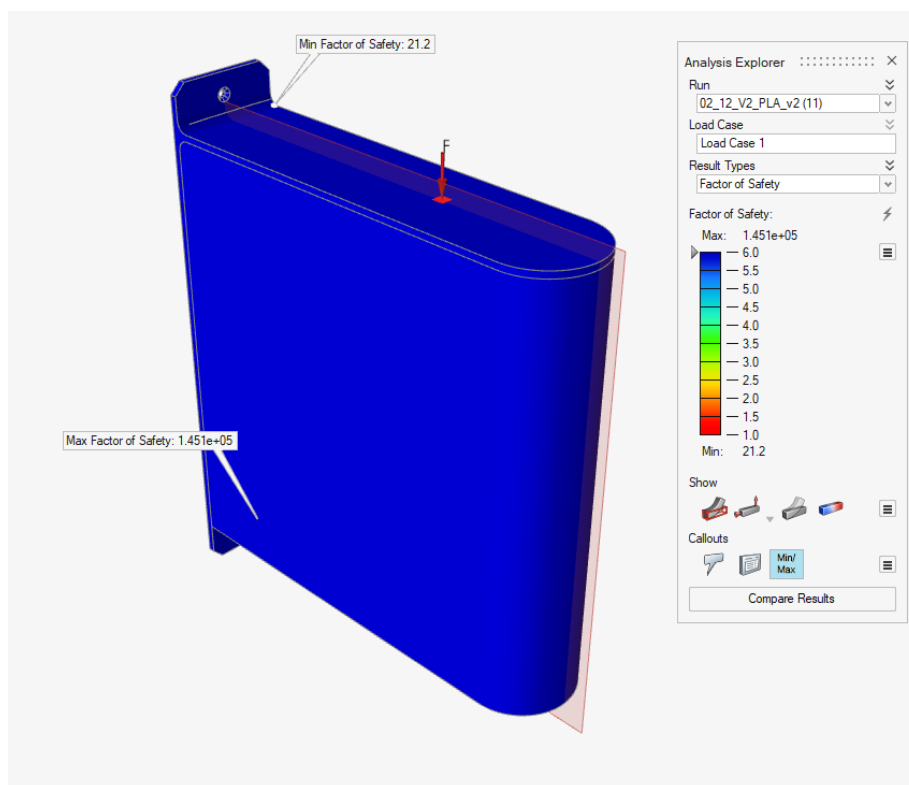 Min Factor of Safety: 21.2
F
Max Factor of Safety: 1.451e+05
Analysis Explorer
Run
02_12_V2_PLA_v2 (11)
Load Case
Load Case 1
Result Types
Factor of Safety
Factor of Safety:
Max: 1.451e+05
6.0
5.5
5.0
4.5
4.0
3.5
3.0
2.5
2.0
1.5
1.0
Min: 21.2
Show
Callouts
Min/
Max
Compare Results